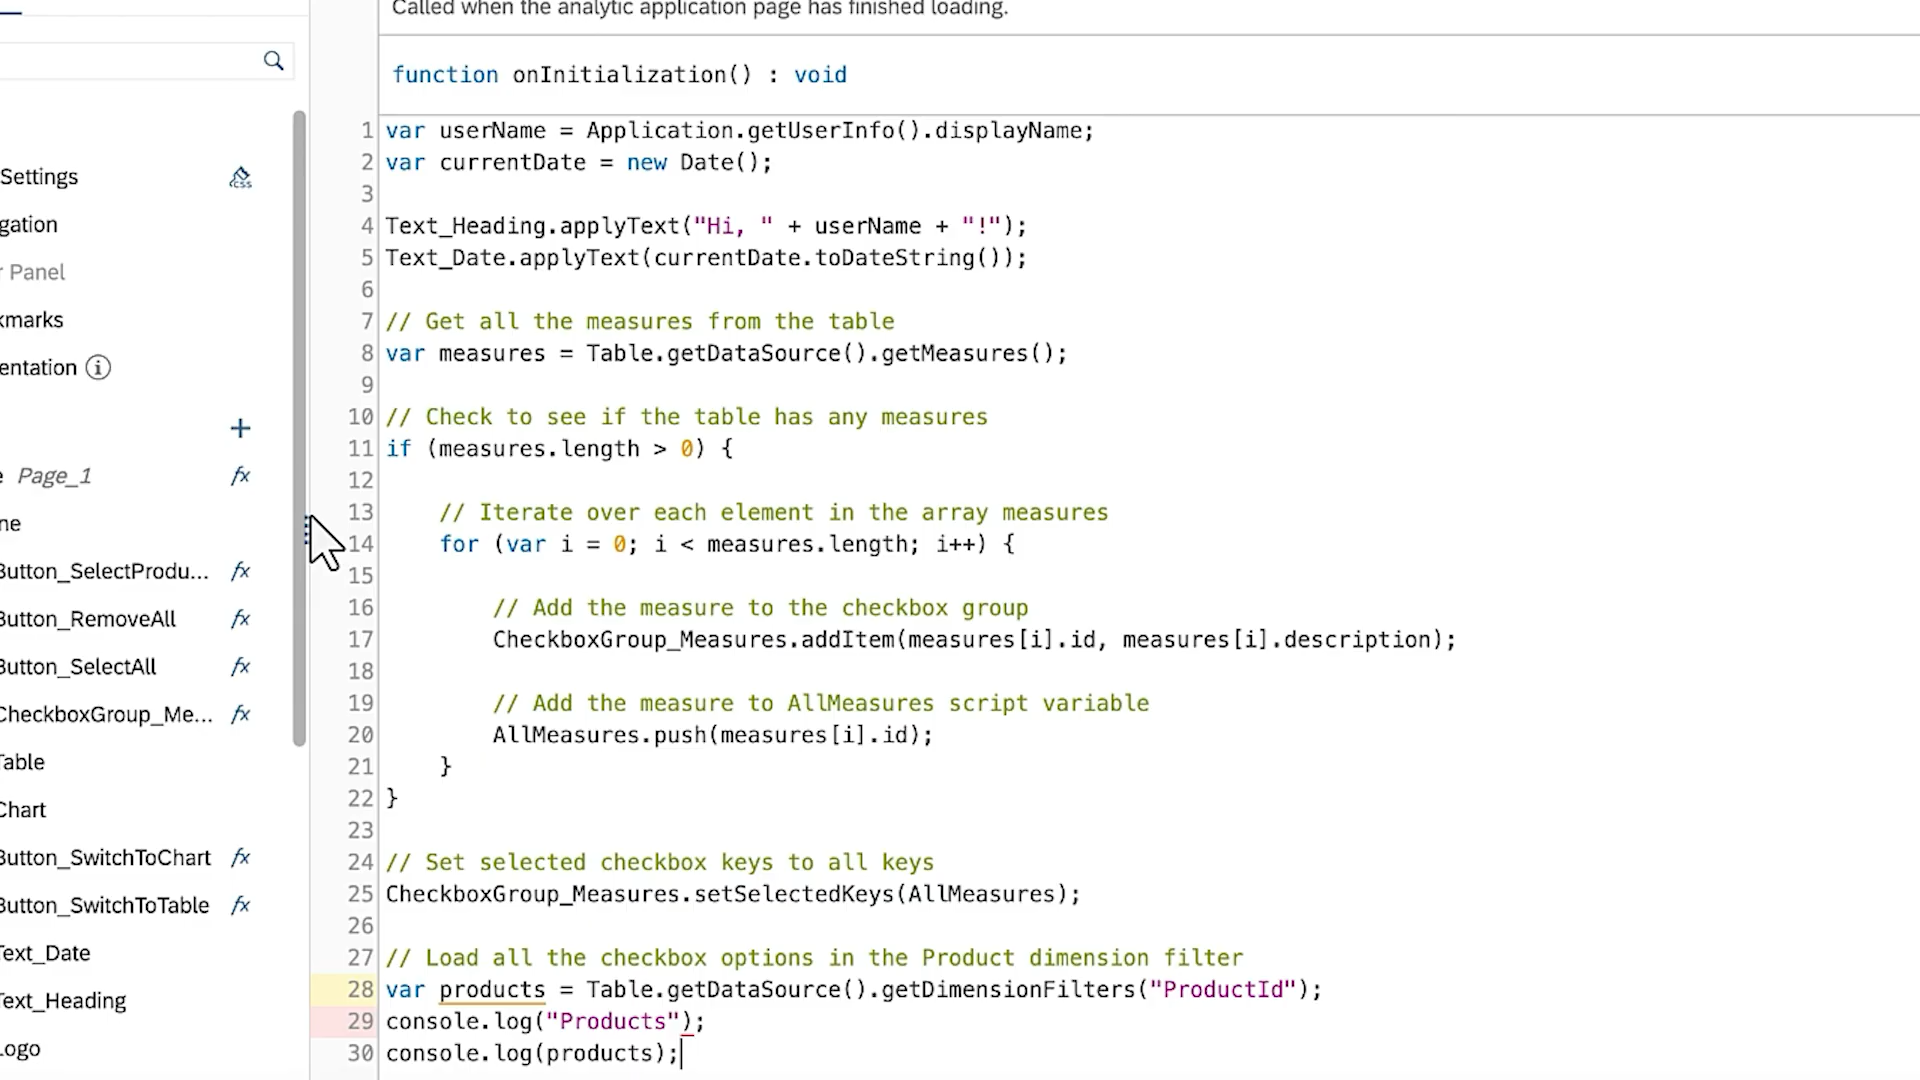 Called when the analytic application page has finished loading.
function onInitialization() : void
Settings
gation
r Panel
kmarks
entation
Page_1
ne
Button_SelectProdu...
Button_RemoveAll
Button_SelectAll
CheckboxGroup_Me...
Table
Chart
Button_SwitchToChart
Button_SwitchToTable
Text_Date
Text_Heading
Logo
CSS
fx
fx
fx
fx
fx
fx
fx
1 var userName = Application.getUserInfo().displayName;
2 var currentDate = new Date();
3
4 Text_Heading.applyText("Hi, " + userName + "!");
5 Text_Date.applyText(currentDate.toDateString());
6
7 // Get all the measures from the table
8 var measures = Table.getDataSource().getMeasures();
9
10 // Check to see if the table has any measures
11 if (measures.length > 0) {
12
13 // Iterate over each element in the array measures
14 for (var i = 0; i < measures.length; i++) {
15
16 // Add the measure to the checkbox group
17 CheckboxGroup_Measures.addItem(measures[i].id, measures[i].description);
18
19 // Add the measure to AllMeasures script variable
20 AllMeasures.push(measures[i].id);
21 }
22 }
23
24 // Set selected checkbox keys to all keys
25 CheckboxGroup_Measures.setSelectedKeys(AllMeasures);
26
27 // Load all the checkbox options in the Product dimension filter
28 var products = Table.getDataSource().getDimensionFilters("ProductId");
29 console.log("Products");
30 console.log(products);